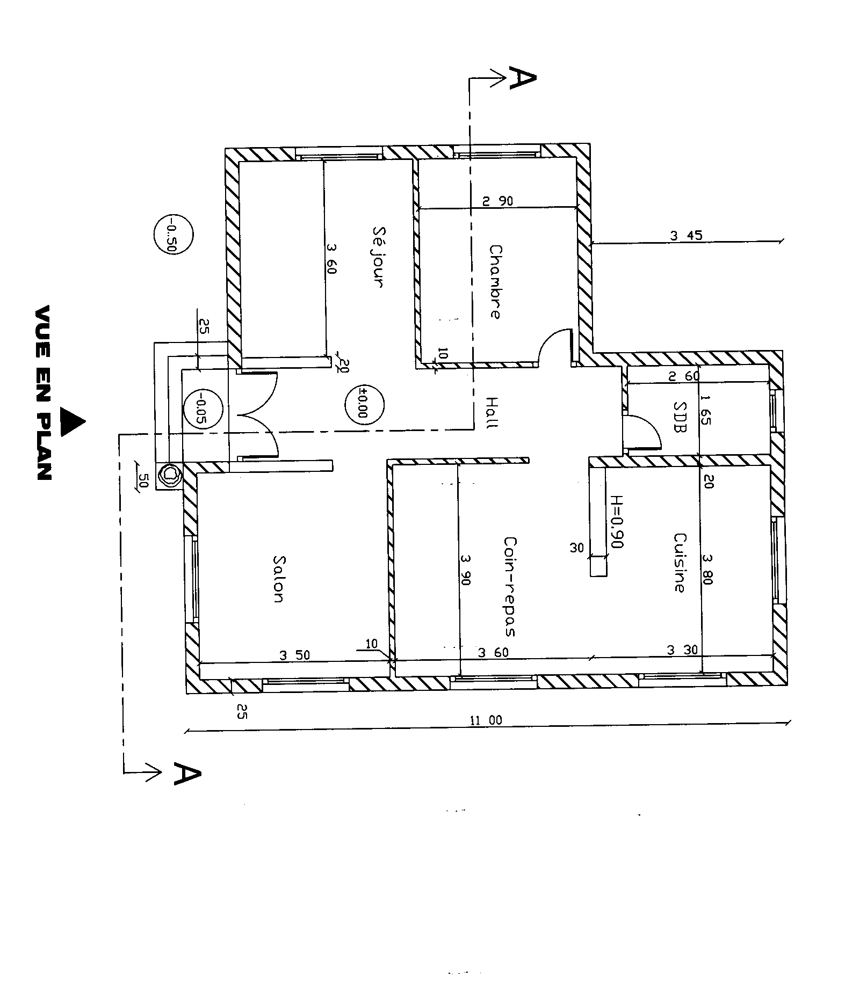 A
2 90
3 45
Séjour
3 60
Chambre
-0.50
25
20
10
2 60
1 65
SDB
Hall
±0.00
-0.05
VUE EN PLAN
50
20
H=0,90
30
Cuisine
3 80
Coin-repas
3 90
Salon
10
3 50
3 60
3 30
25
11 00
A